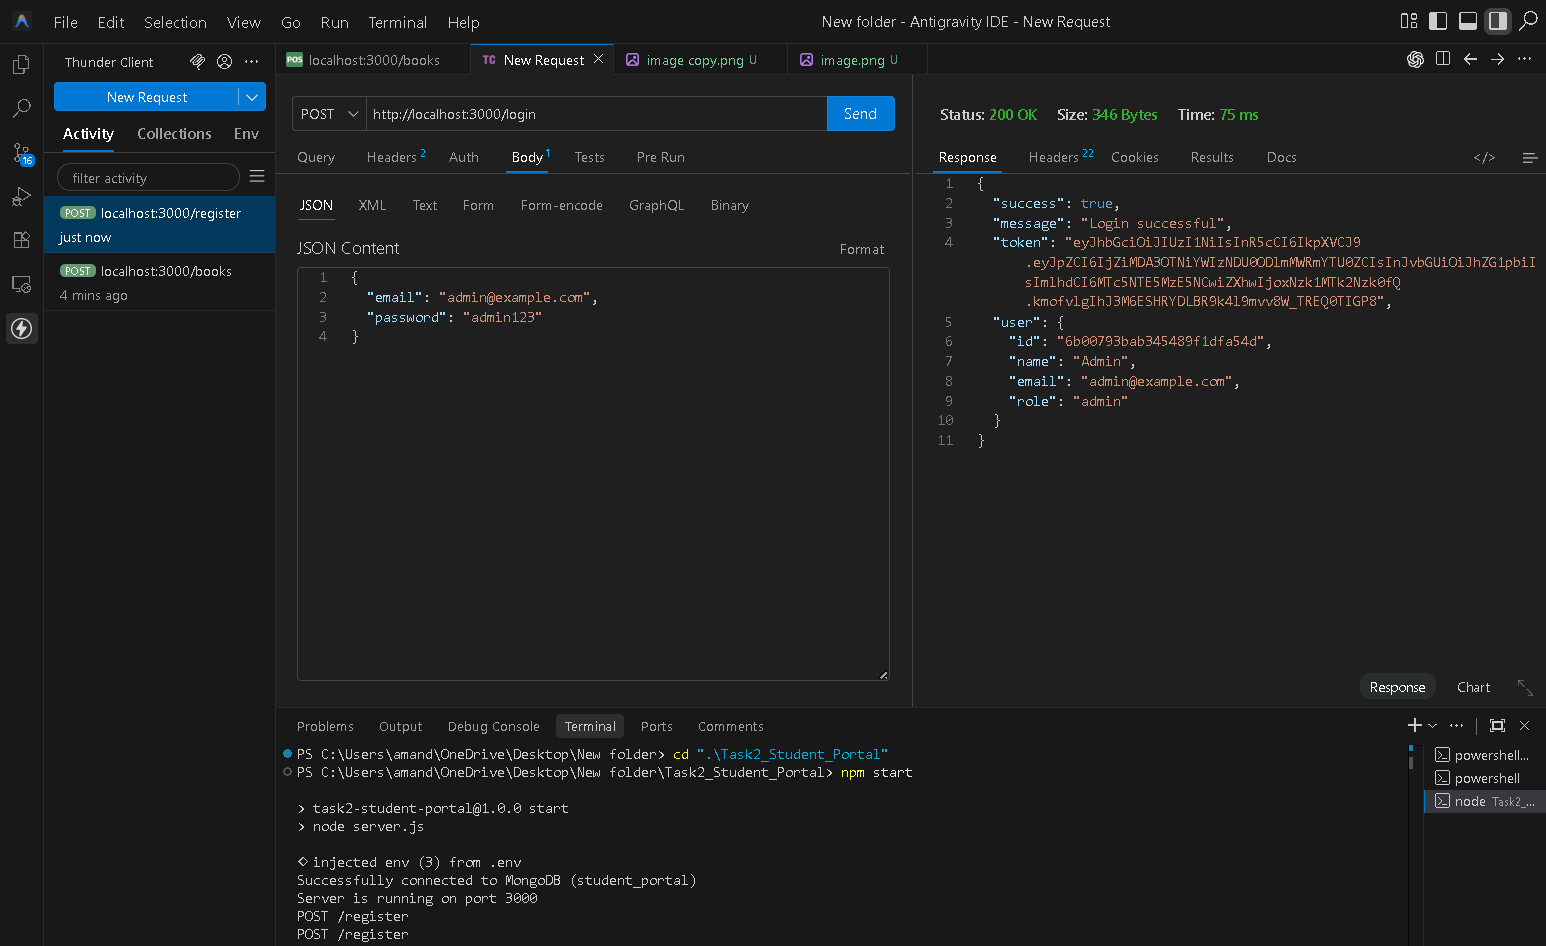 File Edit Selection View Go Run Terminal Help
New folder - Antigravity IDE - New Request
Thunder Client
New Request
Activity Collections Env
filter activity
POST localhost:3000/register
just now
POST localhost:3000/books
4 mins ago
16
POS localhost:3000/books
TC New Request
image copy.png U
image.png U
POST http://localhost:3000/login Send
Query Headers 2 Auth Body 1 Tests Pre Run
JSON XML Text Form Form-encode GraphQL Binary
JSON Content Format
1 {
2 "email": "admin@example.com",
3 "password": "admin123"
4 }
Status: 200 OK Size: 346 Bytes Time: 75 ms
Response Headers 22 Cookies Results Docs </>
1 {
2 "success": true,
3 "message": "Login successful",
4 "token": "eyJhbGciOiJIUzI1NiIsInR5cCI6IkpXVCJ9
.eyJpZCI6IjZiMDA3OTNiYWIzNDU0ODlmMWRmYTU0ZCIsInJvbGUiOiJhZG1pbiI
sImlhdCI6MTc5NTE5MzE5NCwiZXhwIjoxNzk1MTk2Nzk0fQ
.kmofvlgIhJ3M6ESHRYDLBR9k4l9mvv8W_TREQ0TIGP8",
5 "user": {
6 "id": "6b00793bab345489f1dfa54d",
7 "name": "Admin",
8 "email": "admin@example.com",
9 "role": "admin"
10 }
11 }
Response Chart
Problems Output Debug Console Terminal Ports Comments
PS C:\Users\amand\OneDrive\Desktop\New folder> cd ".\Task2_Student_Portal"
PS C:\Users\amand\OneDrive\Desktop\New folder\Task2_Student_Portal> npm start
> task2-student-portal@1.0.0 start
> node server.js
injected env (3) from .env
Successfully connected to MongoDB (student_portal)
Server is running on port 3000
POST /register
POST /register
powershell...
powershell
node Task2_...